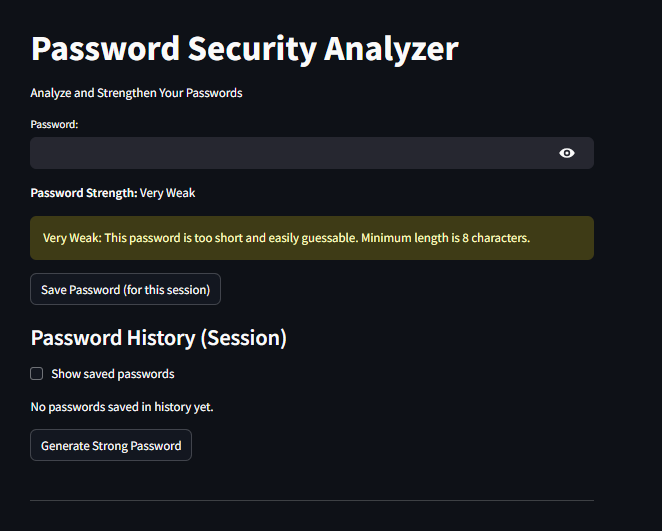 Password Security Analyzer
Analyze and Strengthen Your Passwords
Password:
Password Strength: Very Weak
Very Weak: This password is too short and easily guessable. Minimum length is 8 characters.
Save Password (for this session)
Password History (Session)
Show saved passwords
No passwords saved in history yet.
Generate Strong Password